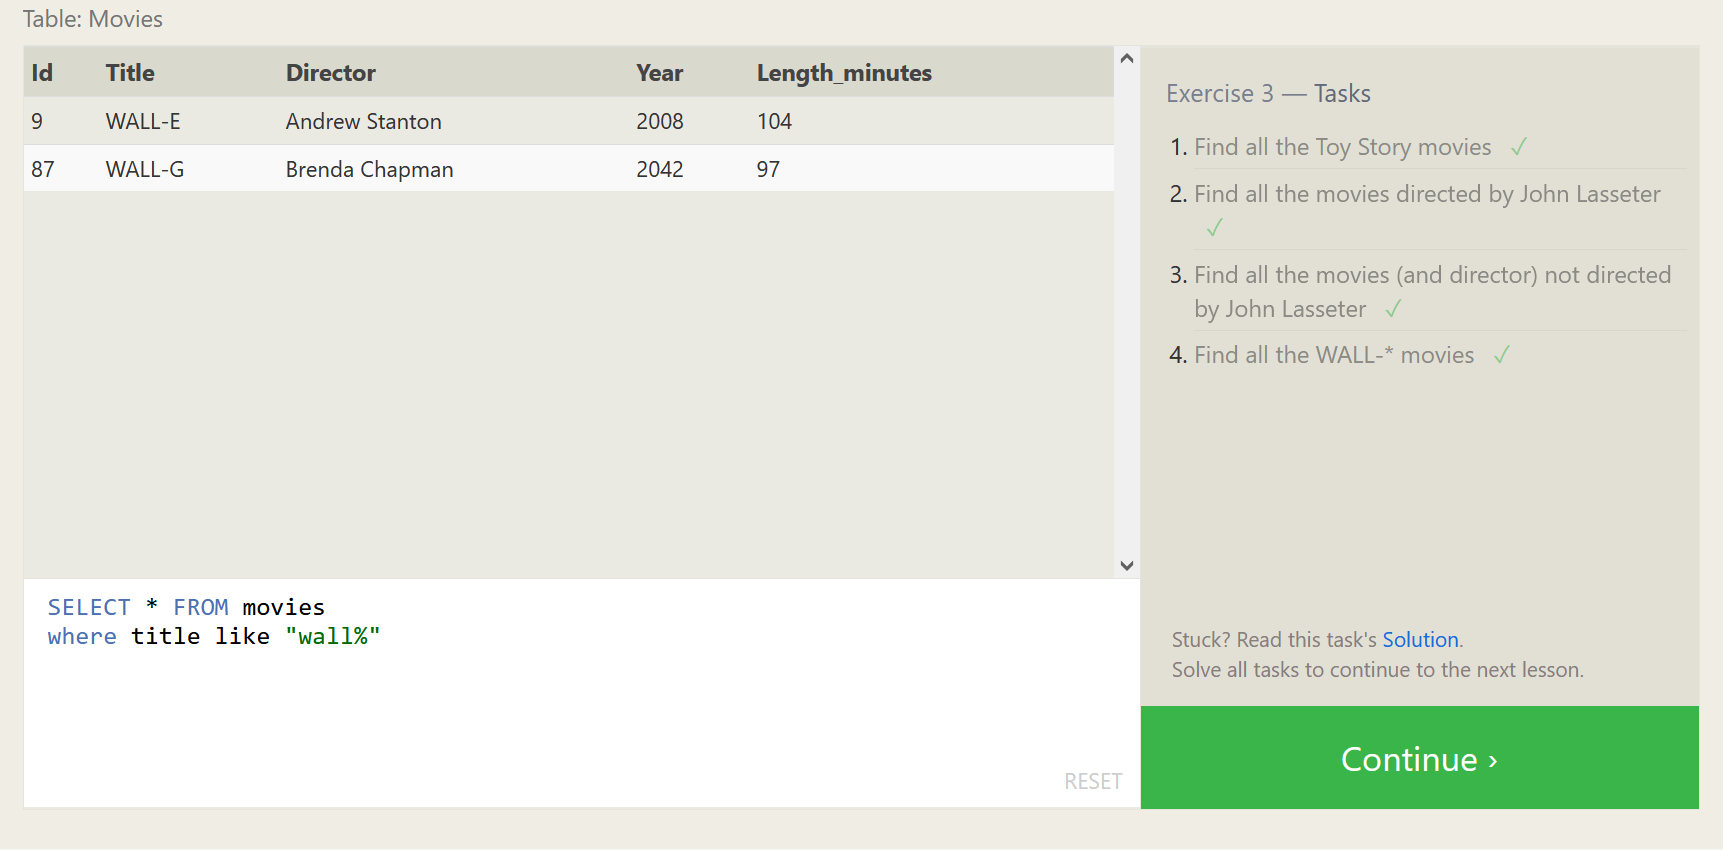 Table: Movies
Id Title Director Year Length_minutes
9 WALL-E Andrew Stanton 2008 104
87 WALL-G Brenda Chapman 2042 97
SELECT * FROM movies
where title like "wall%"
RESET
Exercise 3 — Tasks
1. Find all the Toy Story movies ✓
2. Find all the movies directed by John Lasseter
✓
3. Find all the movies (and director) not directed
by John Lasseter ✓
4. Find all the WALL-* movies ✓
Stuck? Read this task's Solution.
Solve all tasks to continue to the next lesson.
Continue ›